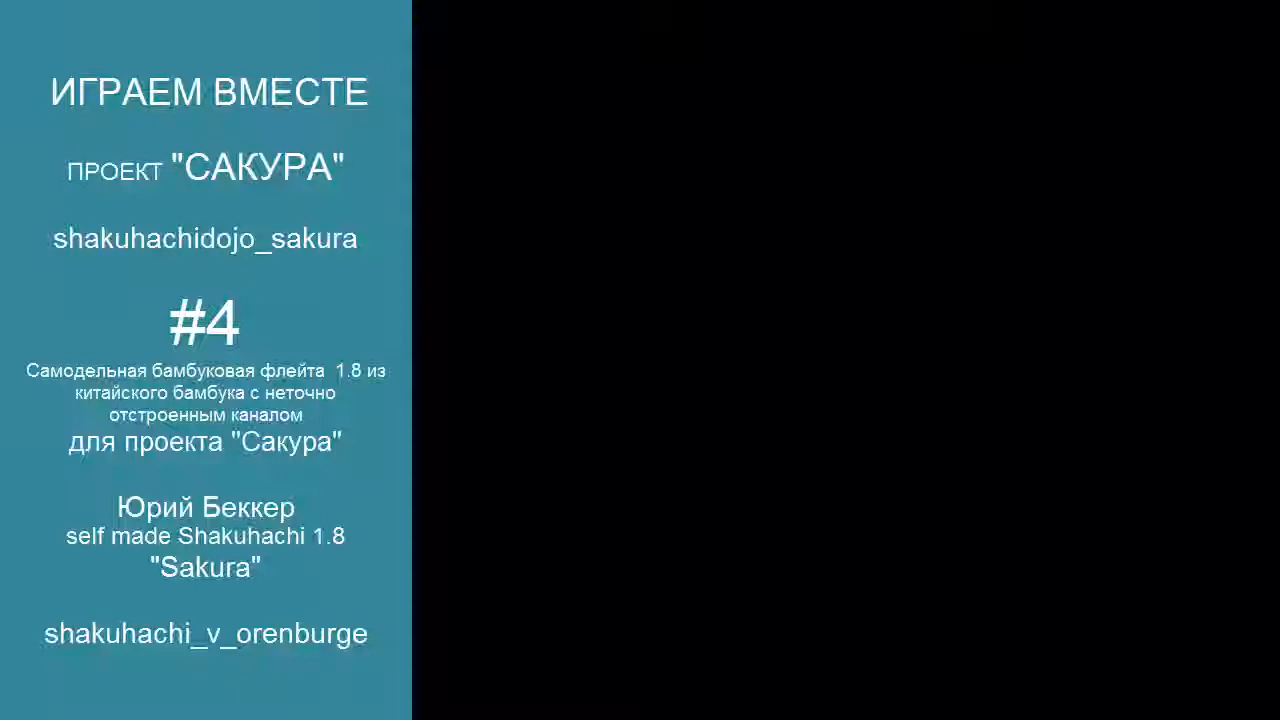 ИГРАЕМ ВМЕСТЕ
ПРОЕКТ "САКУРА"
shakuhachidojo_sakura
#4
Самодельная бамбуковая флейта 1.8 из
китайского бамбука с неточно
отстроенным каналом
для проекта "Сакура"
Юрий Беккер
self made Shakuhachi 1.8
"Sakura"
shakuhachi_v_orenburge